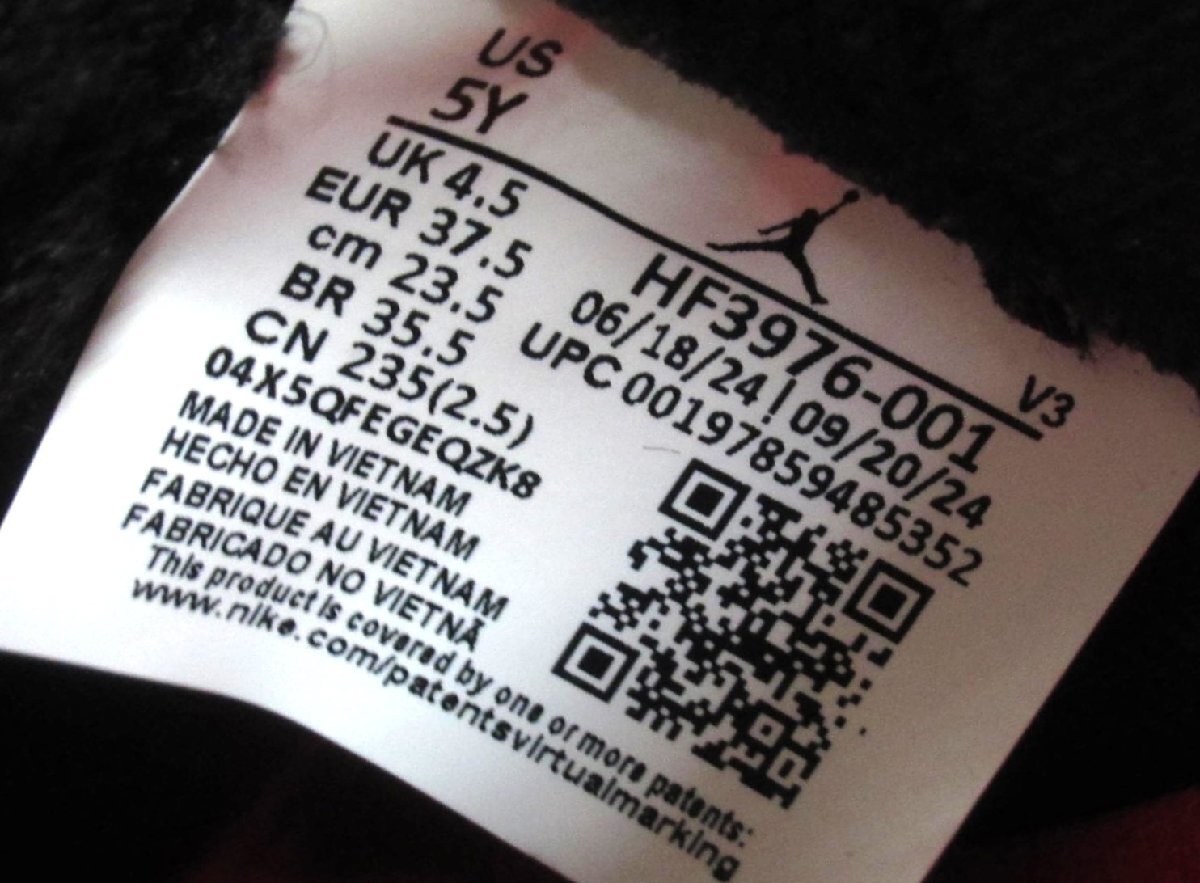 US
5Y
UK 4.5
EUR 37.5
cm 23.5
BR 35.5
CN 235(2.5)
04X5QFEGEQZK8
MADE IN VIETNAM
HECHO EN VIETNAM
FABRIQUE AU VIETNAM
FABRICADO NO VIETNÃ
This product is covered by one or more patents:
www.nike.com/patentsvirtualmarking
V3
HF3976-001
06/18/24 ! 09/20/24
UPC 00197859485352